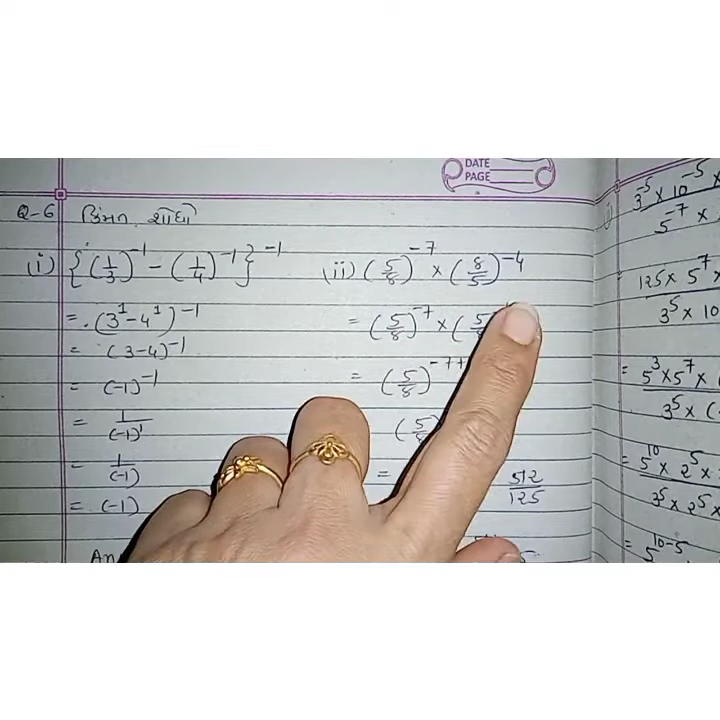 DATE
PAGE
Q-6 કિંમત શોધો
(i) {(1/3)^-1 - (1/4)^-1}^-1
= (3^1 - 4^1)^-1
= (3-4)^-1
= (-1)^-1
= 1/(-1)^1
= 1/(-1)
= (-1)
(ii) (5/8)^-7 × (8/5)^-4
= (5/8)^-7 × (5
= (5/8)^-7+
(5
=
512/125
3^-5 × 10^-5 ×
5^-7 ×
125 × 5^7 ×
3^5 × 10
= 5^3 × 5^7 ×
3^5 × (
= 5^10 × 2^5 ×
3^5 × 2^5 ×
= 5^10-5